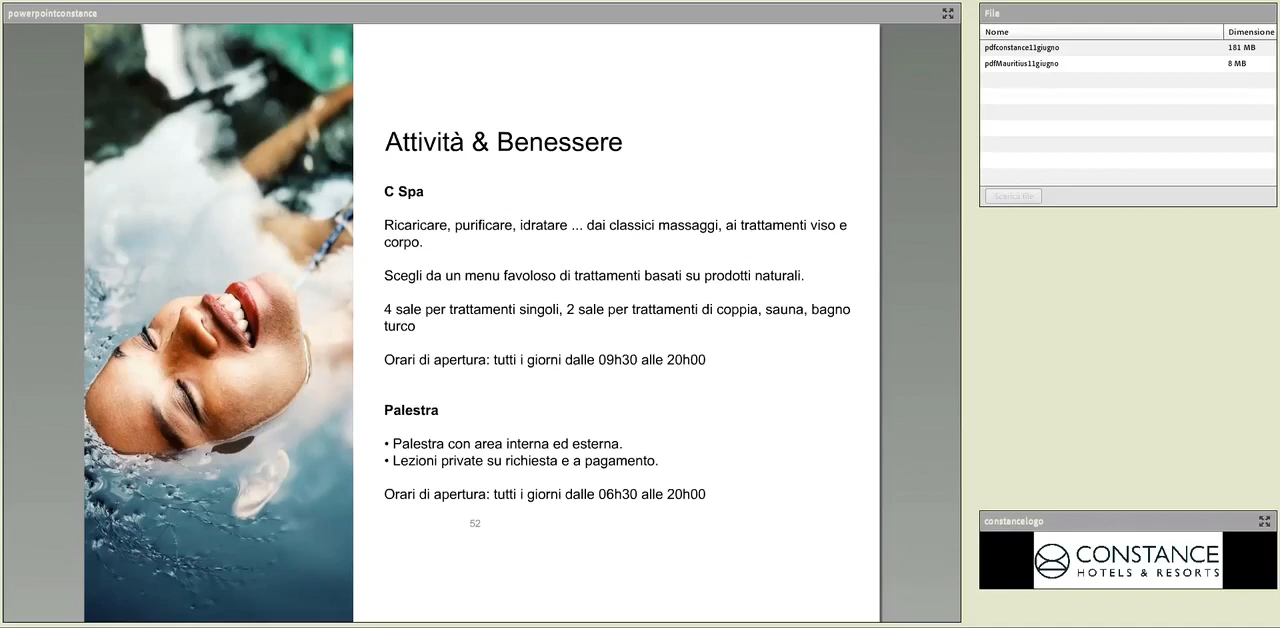 powerpointconstance
Attività & Benessere
C Spa
Ricaricare, purificare, idratare ... dai classici massaggi, ai trattamenti viso e
corpo.
Scegli da un menu favoloso di trattamenti basati su prodotti naturali.
4 sale per trattamenti singoli, 2 sale per trattamenti di coppia, sauna, bagno
turco
Orari di apertura: tutti i giorni dalle 09h30 alle 20h00
Palestra
• Palestra con area interna ed esterna.
• Lezioni private su richiesta e a pagamento.
Orari di apertura: tutti i giorni dalle 06h30 alle 20h00
52
File
Nome Dimensione
pdfconstance11giugno 181 MB
pdfMauritius11giugno 8 MB
Scarica file
constancelogo
CONSTANCE
HOTELS & RESORTS